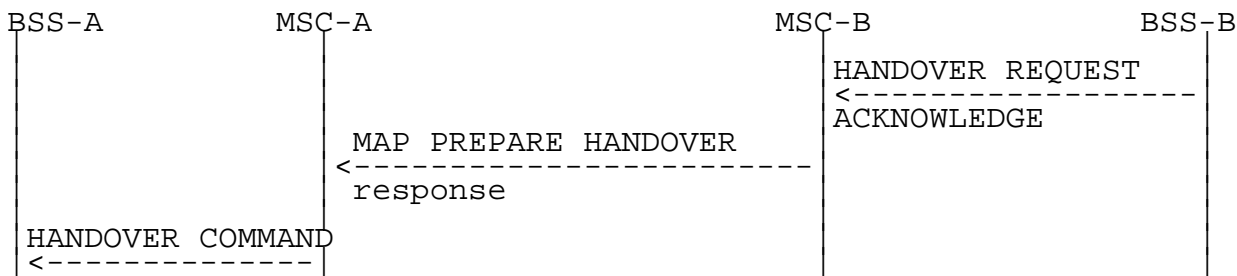 BSS-A MSC-A MSC-B BSS-B
HANDOVER REQUEST
ACKNOWLEDGE
MAP PREPARE HANDOVER
response
HANDOVER COMMAND